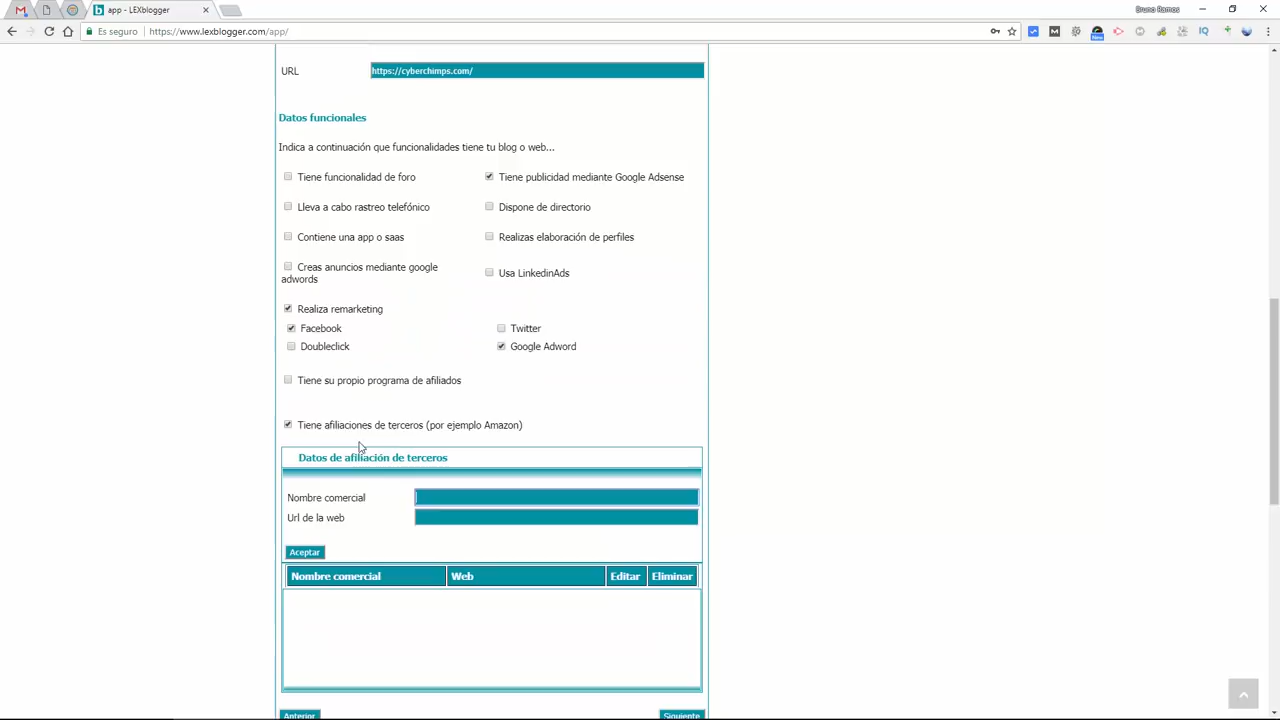 app - LEXblogger
Bruno Ramos
Es seguro
https://www.lexblogger.com/app/
URL
https://cyberchimps.com/
Datos funcionales
Indica a continuación que funcionalidades tiene tu blog o web...
Tiene funcionalidad de foro
Tiene publicidad mediante Google Adsense
Lleva a cabo rastreo telefónico
Dispone de directorio
Contiene una app o saas
Realizas elaboración de perfiles
Creas anuncios mediante google
adwords
Usa LinkedinAds
Realiza remarketing
Facebook
Twitter
Doubleclick
Google Adword
Tiene su propio programa de afiliados
Tiene afiliaciones de terceros (por ejemplo Amazon)
Datos de afiliación de terceros
Nombre comercial
Url de la web
Aceptar
Nombre comercial Web Editar Eliminar
Anterior
Siguiente